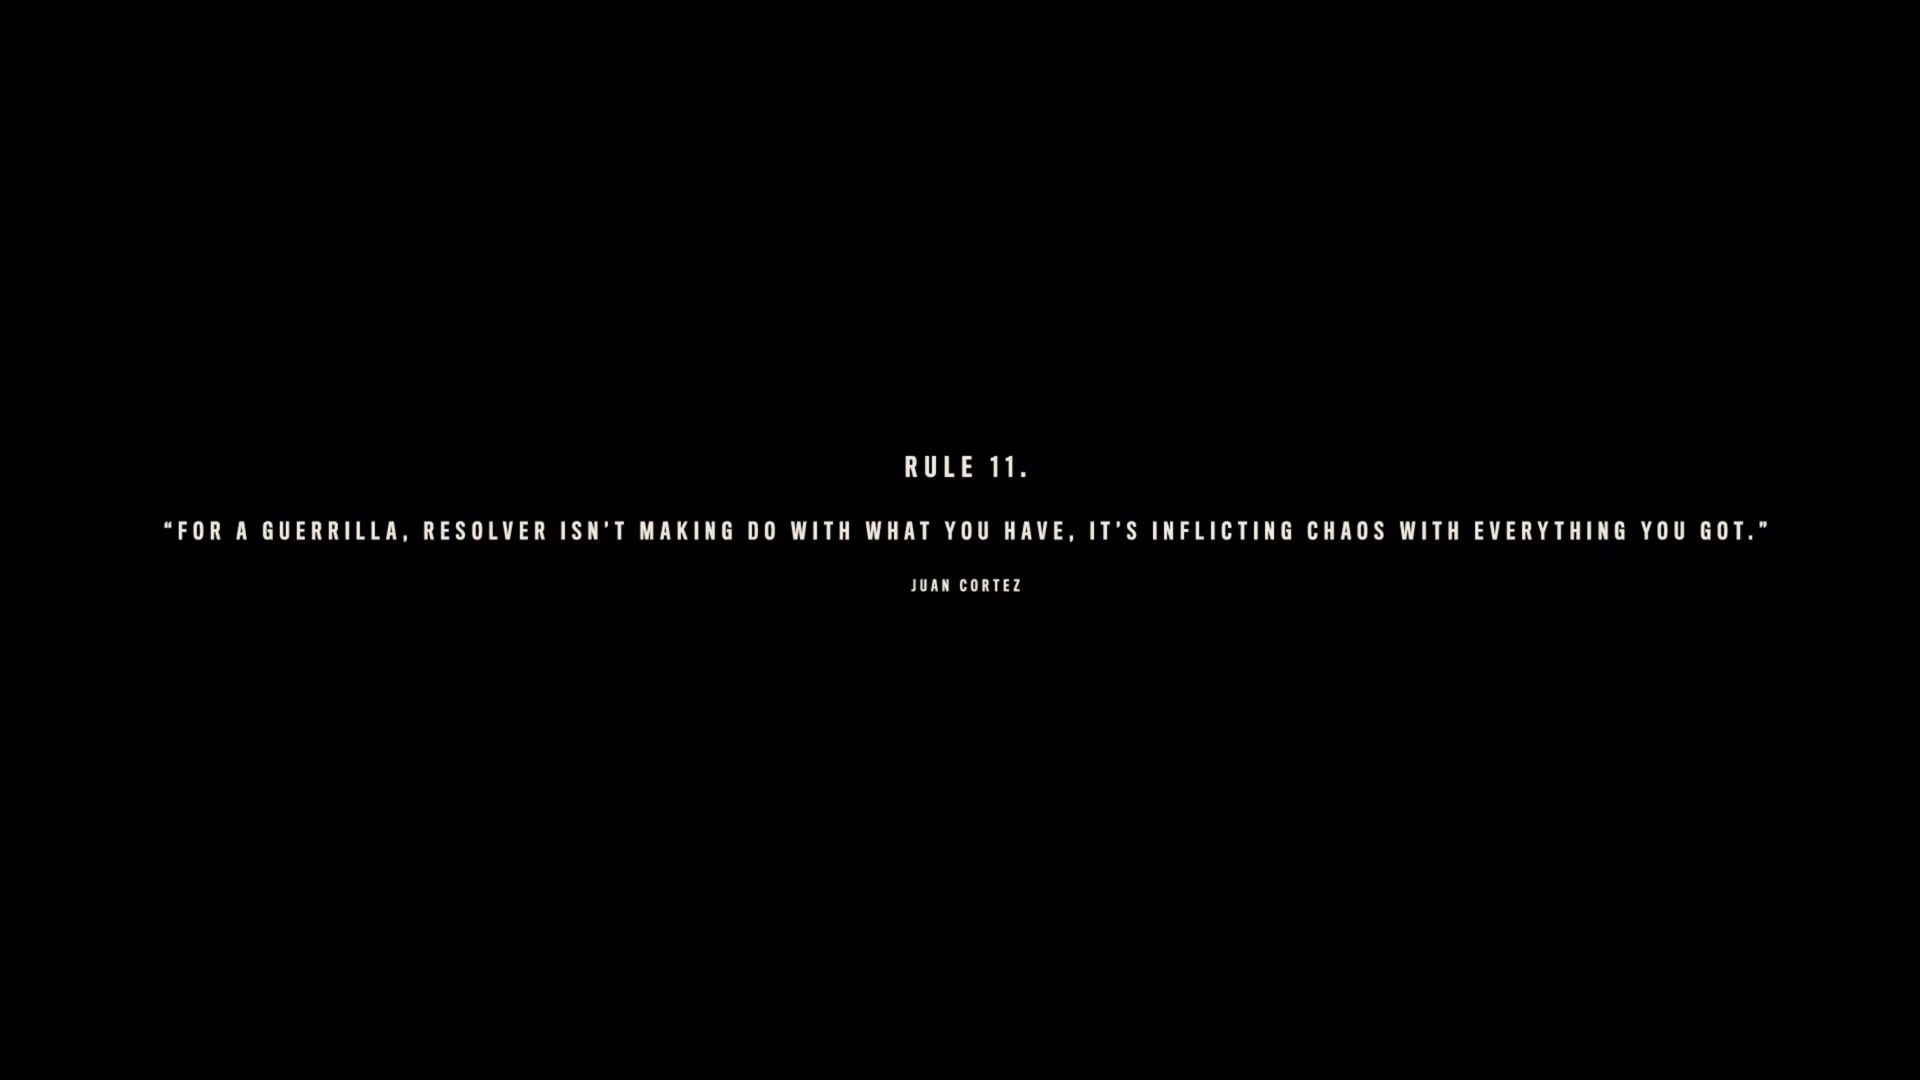 RULE 11.
“FOR A GUERRILLA, RESOLVER ISN’T MAKING DO WITH WHAT YOU HAVE, IT’S INFLICTING CHAOS WITH EVERYTHING YOU GOT.”
JUAN CORTEZ